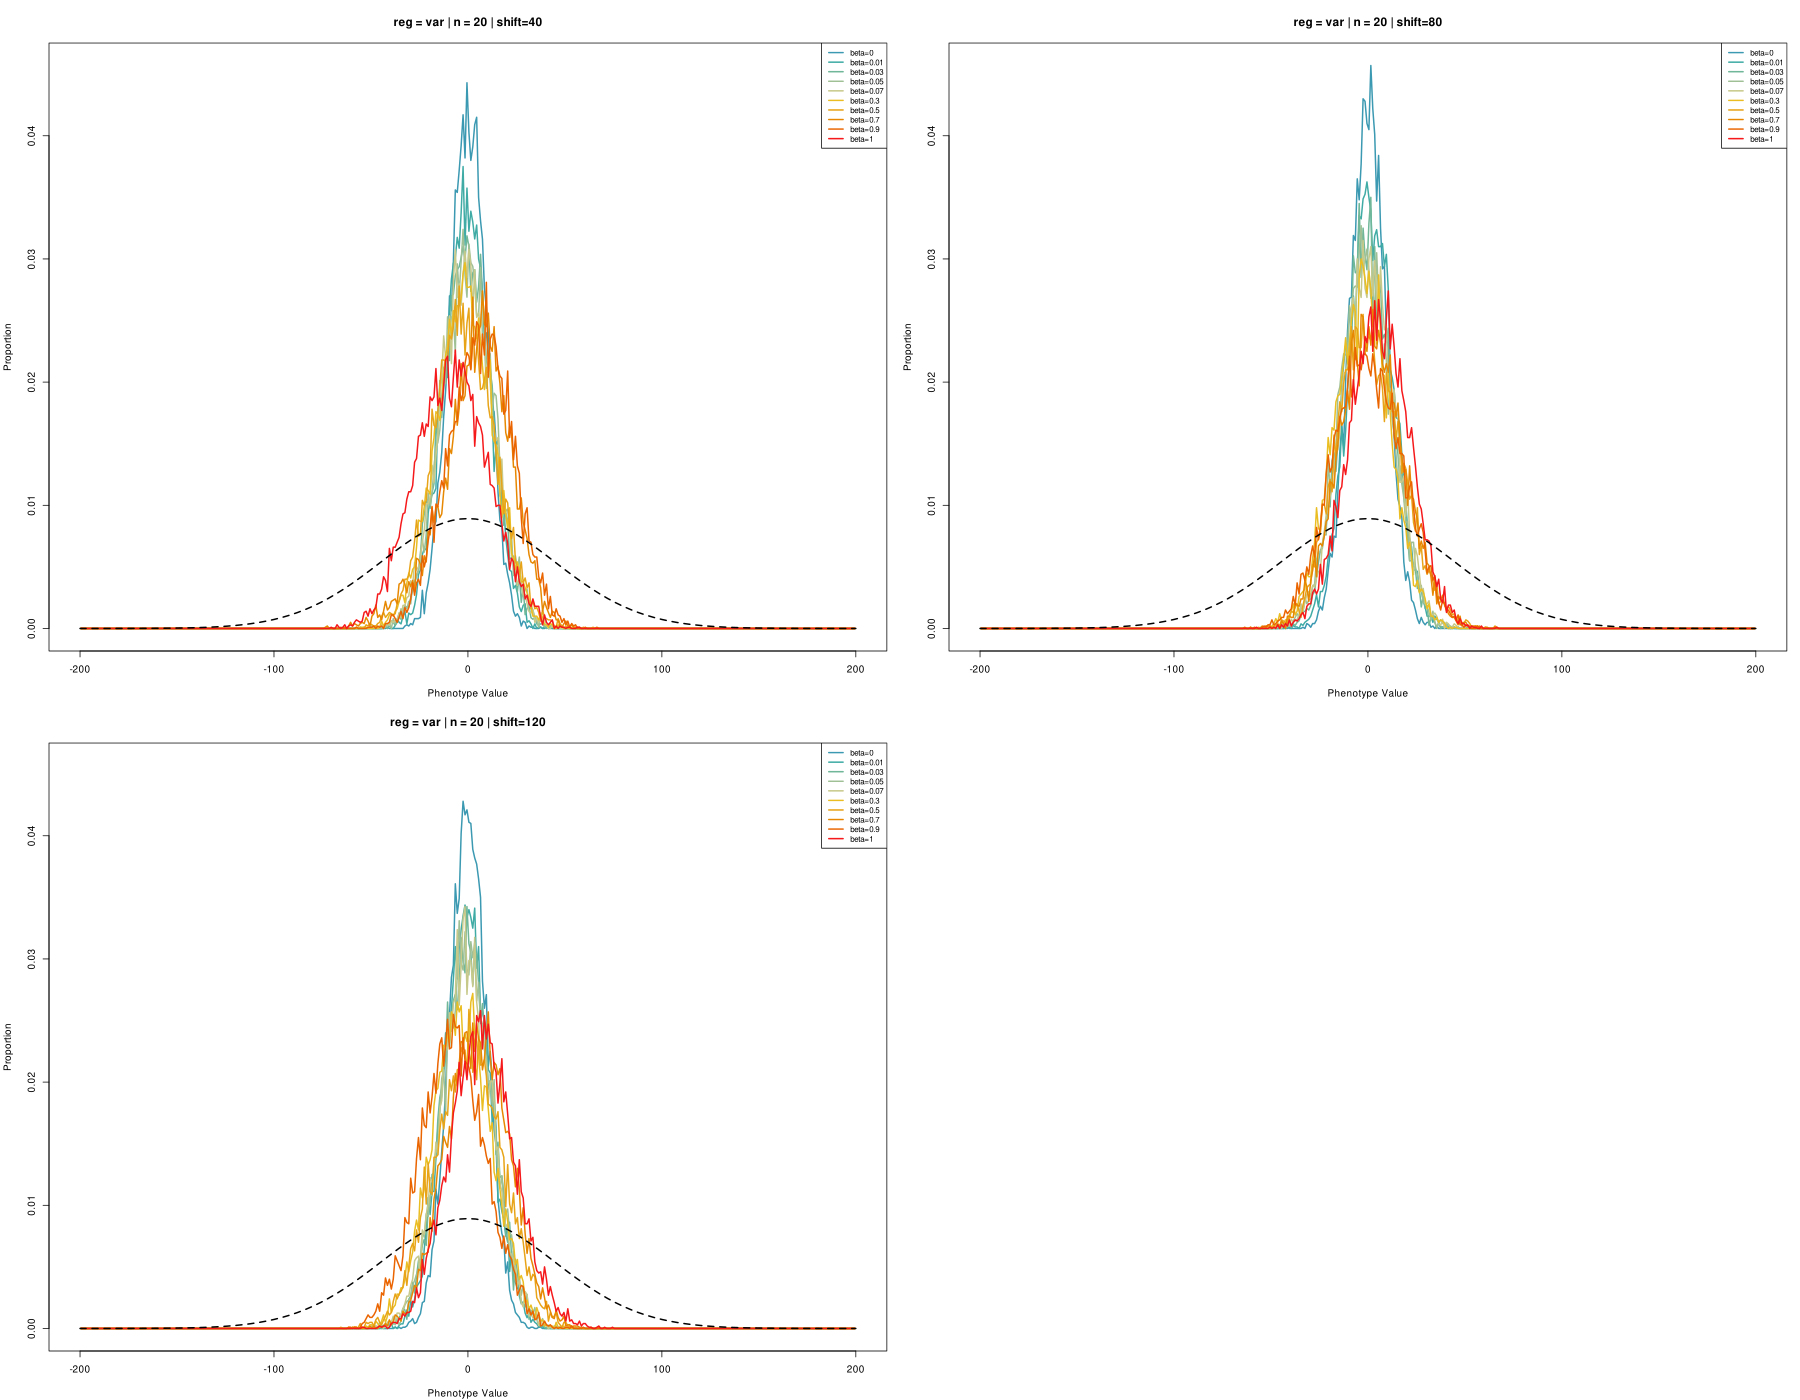 reg = var | n = 20 | shift=40
beta=0
beta=0.01
beta=0.03
beta=0.05
beta=0.07
beta=0.3
beta=0.5
beta=0.7
beta=0.9
beta=1
Proportion
0.04
0.03
0.02
0.01
0.00
-200 -100 0 100 200
Phenotype Value
reg = var | n = 20 | shift=80
beta=0
beta=0.01
beta=0.03
beta=0.05
beta=0.07
beta=0.3
beta=0.5
beta=0.7
beta=0.9
beta=1
Proportion
0.04
0.03
0.02
0.01
0.00
-200 -100 0 100 200
Phenotype Value
reg = var | n = 20 | shift=120
beta=0
beta=0.01
beta=0.03
beta=0.05
beta=0.07
beta=0.3
beta=0.5
beta=0.7
beta=0.9
beta=1
Proportion
0.04
0.03
0.02
0.01
0.00
-200 -100 0 100 200
Phenotype Value